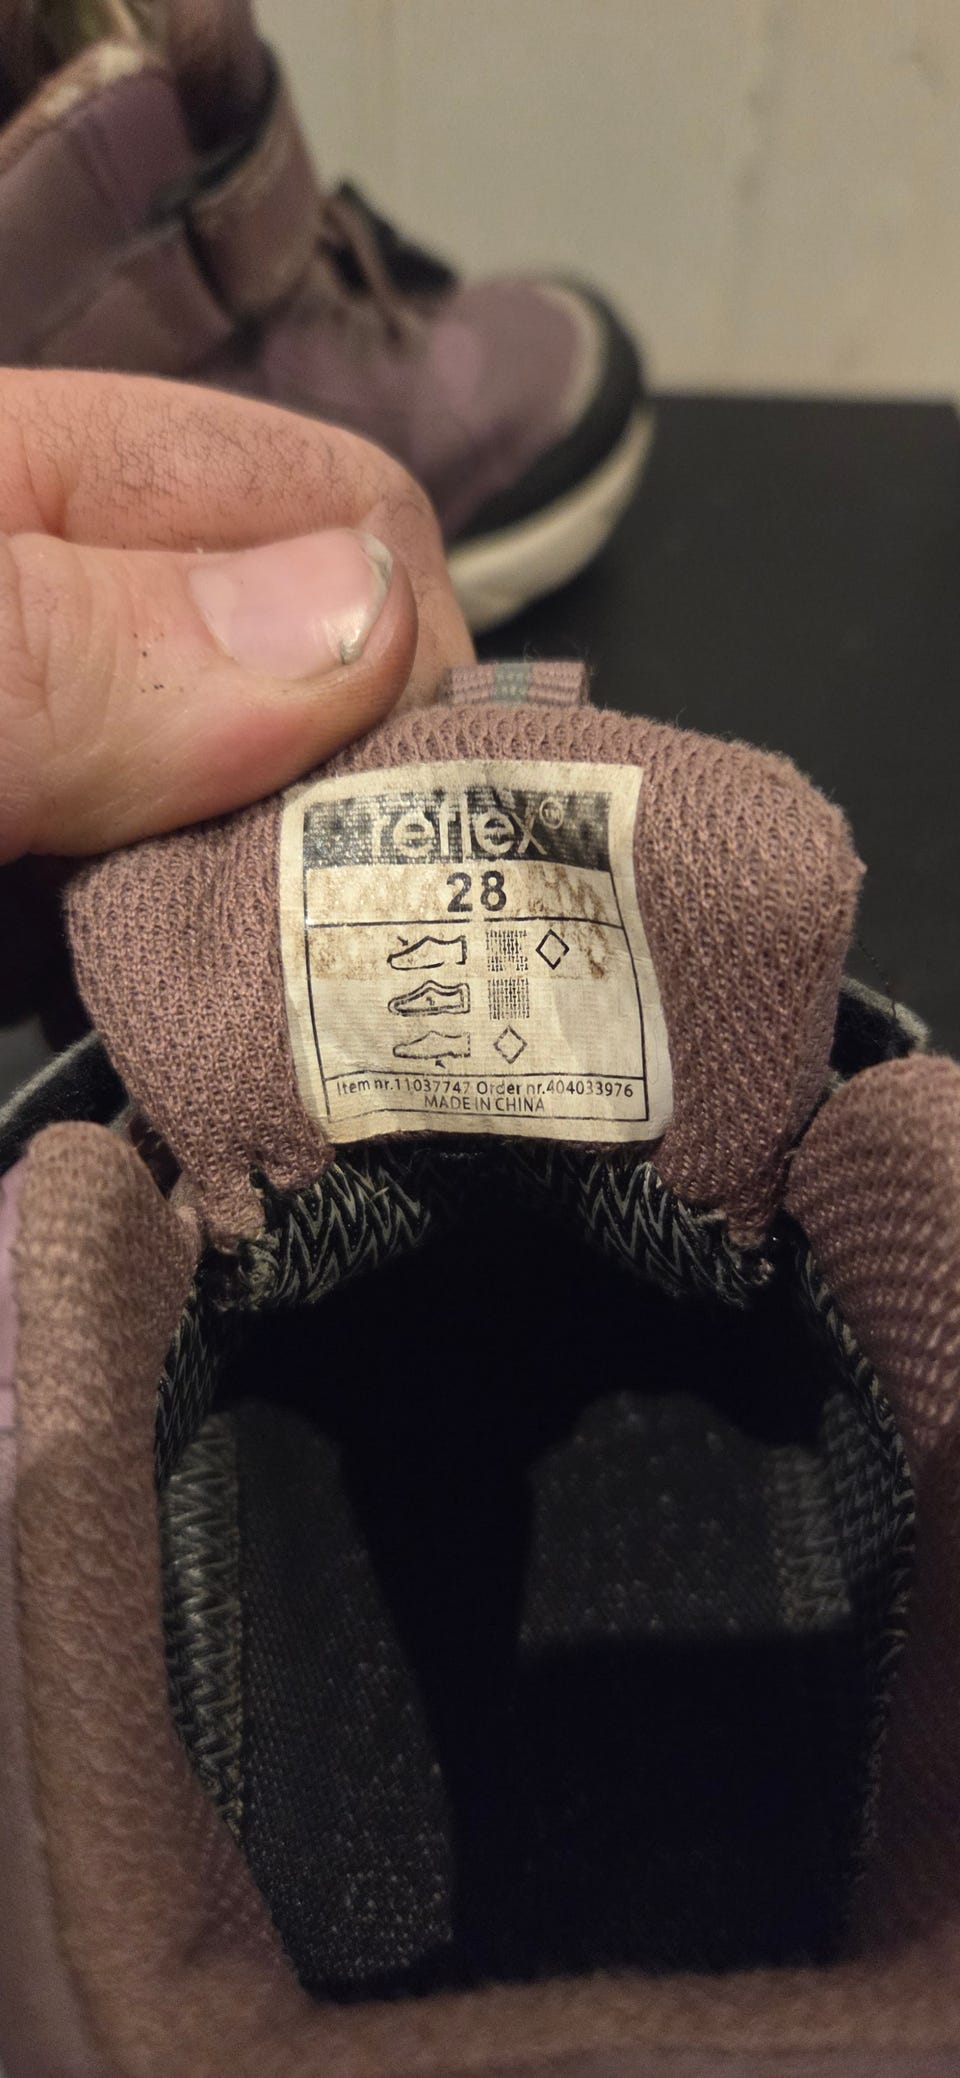 reflex®
28
Item nr.11037747 Order nr.404033976
MADE IN CHINA